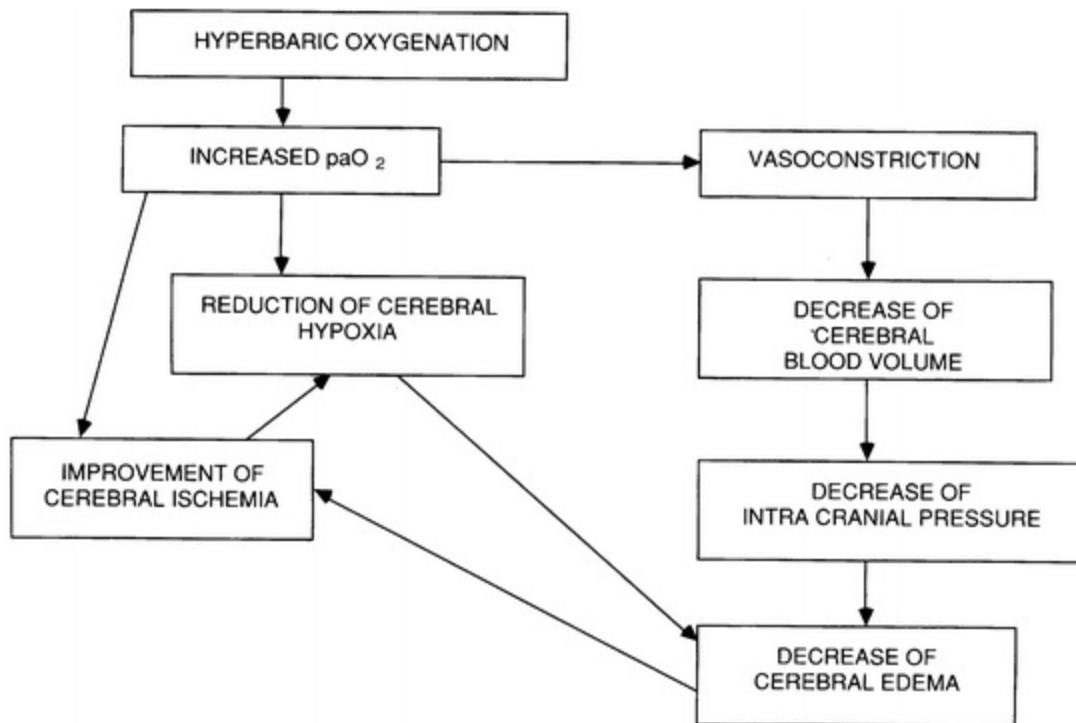 HYPERBARIC OXYGENATION
INCREASED paO 2
VASOCONSTRICTION
REDUCTION OF CEREBRAL
HYPOXIA
DECREASE OF
CEREBRAL
BLOOD VOLUME
IMPROVEMENT OF
CEREBRAL ISCHEMIA
DECREASE OF
INTRA CRANIAL PRESSURE
DECREASE OF
CEREBRAL EDEMA